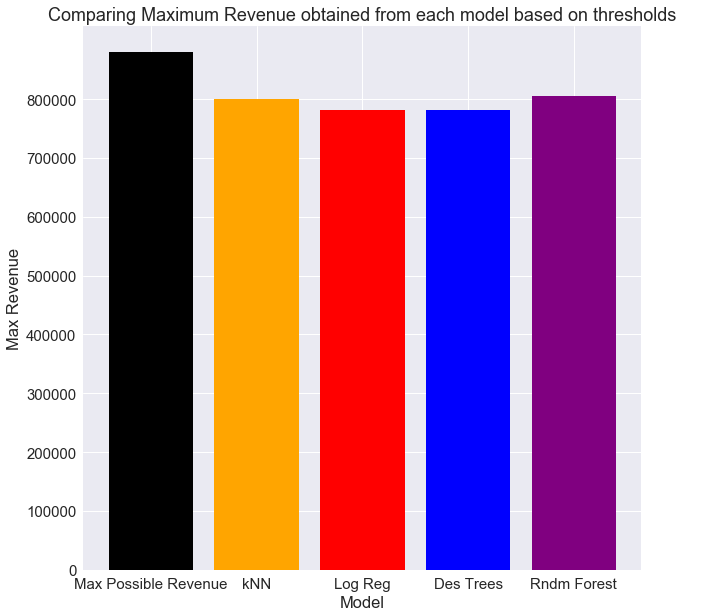 Comparing Maximum Revenue obtained from each model based on thresholds
Max Revenue
800000
700000
600000
500000
400000
300000
200000
100000
0
Max Possible Revenue kNN Log Reg Des Trees Rndm Forest
Model